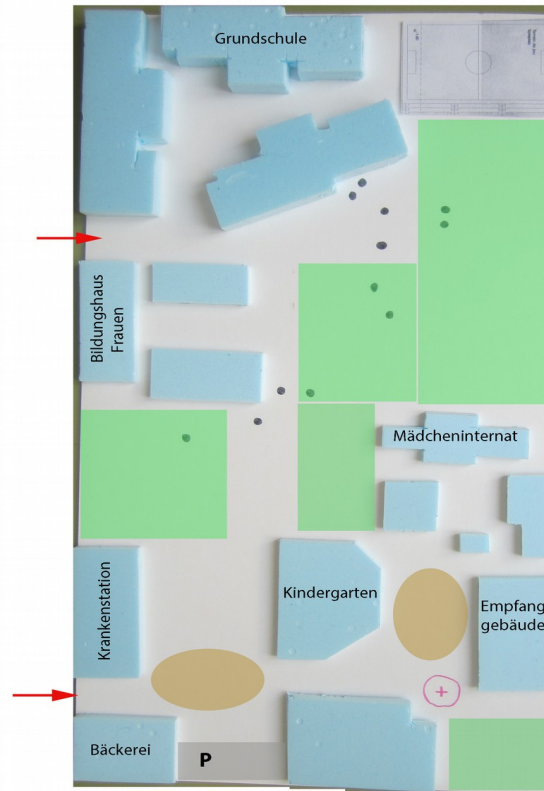 Grundschule
Bildungshaus
Frauen
Mädcheninternat
Krankenstation
Kindergarten
Empfang
gebäude
Bäckerei
P